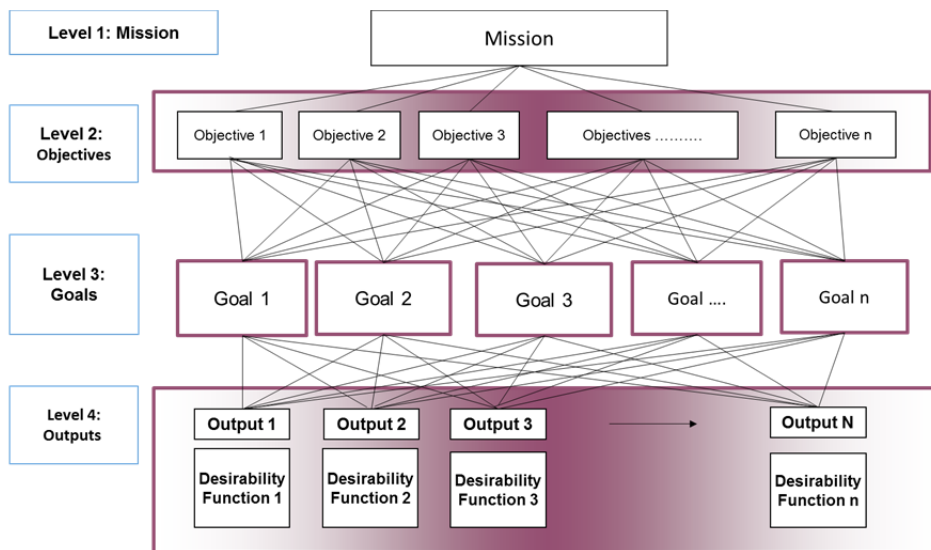 Level 1: Mission
Mission
Level 2:
Objectives
Objective 1
Objective 2
Objective 3
Objectives ..........
Objective n
Level 3:
Goals
Goal 1
Goal 2
Goal 3
Goal ....
Goal n
Level 4:
Outputs
Output 1
Output 2
Output 3
Output N
Desirability
Function 1
Desirability
Function 2
Desirability
Function 3
Desirability
Function n